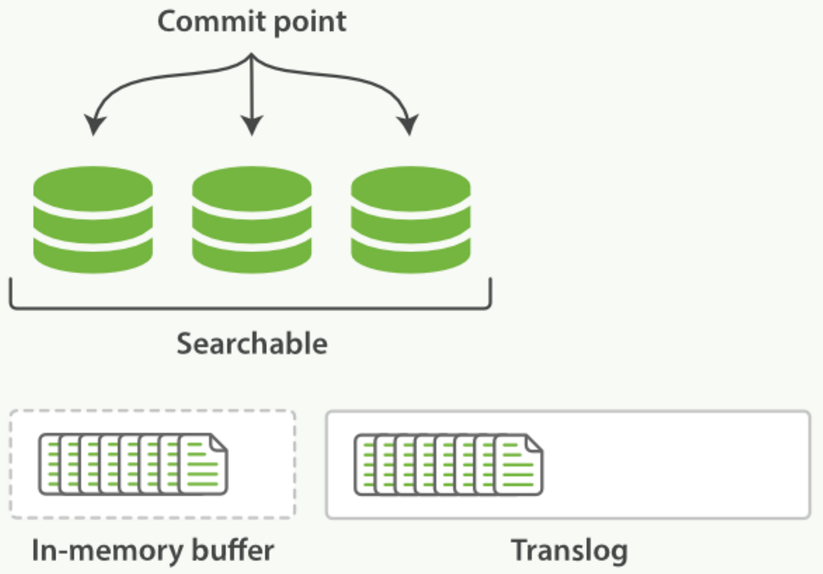 Commit point
Searchable
In-memory buffer
Translog